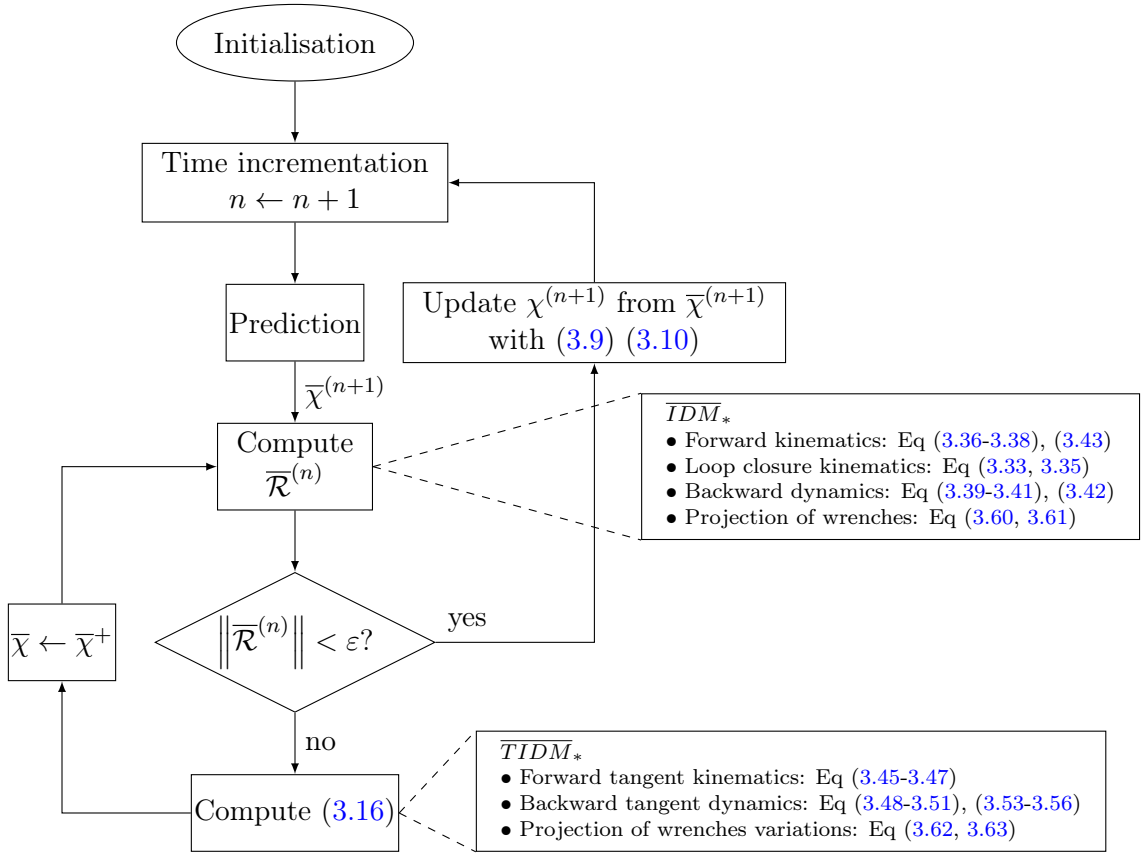 Initialisation
Time incrementation
n ← n + 1
Prediction
Update χ^(n+1) from χ̅^(n+1)
with (3.9) (3.10)
χ̅^(n+1)
Compute
ℛ̅^(n)
I̅D̅M̅_*
• Forward kinematics: Eq (3.36-3.38), (3.43)
• Loop closure kinematics: Eq (3.33, 3.35)
• Backward dynamics: Eq (3.39-3.41), (3.42)
• Projection of wrenches: Eq (3.60, 3.61)
χ̅ ← χ̅^+
‖ℛ̅^(n)‖ < ε?
yes
no
Compute (3.16)
T̅I̅D̅M̅_*
• Forward tangent kinematics: Eq (3.45-3.47)
• Backward tangent dynamics: Eq (3.48-3.51), (3.53-3.56)
• Projection of wrenches variations: Eq (3.62, 3.63)